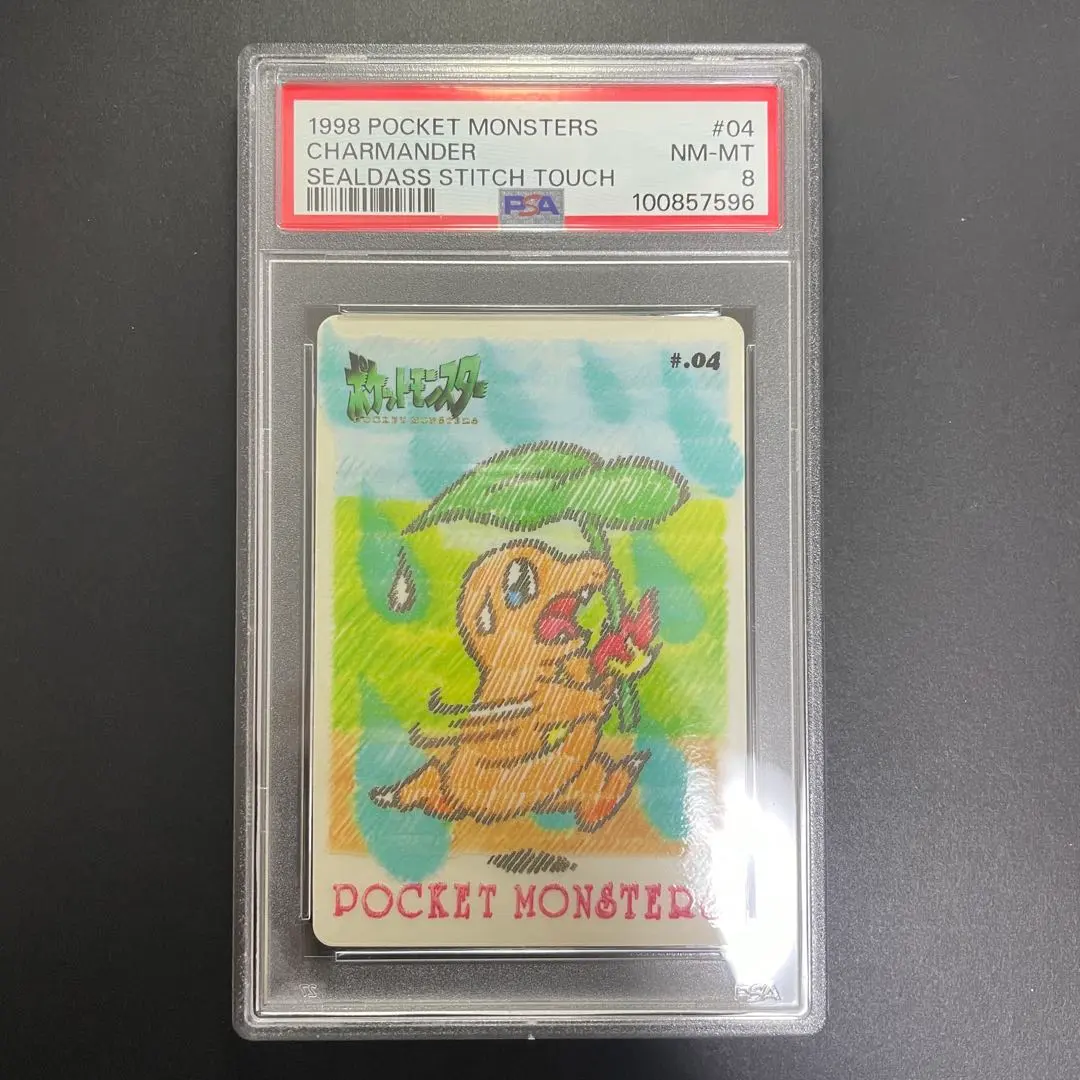 1998 POCKET MONSTERS #04
CHARMANDER NM-MT
SEALDASS STITCH TOUCH 8
PSA 100857596
ポケットモンスター
POCKET MONSTERS
#.04
POCKET MONSTERS
PSA